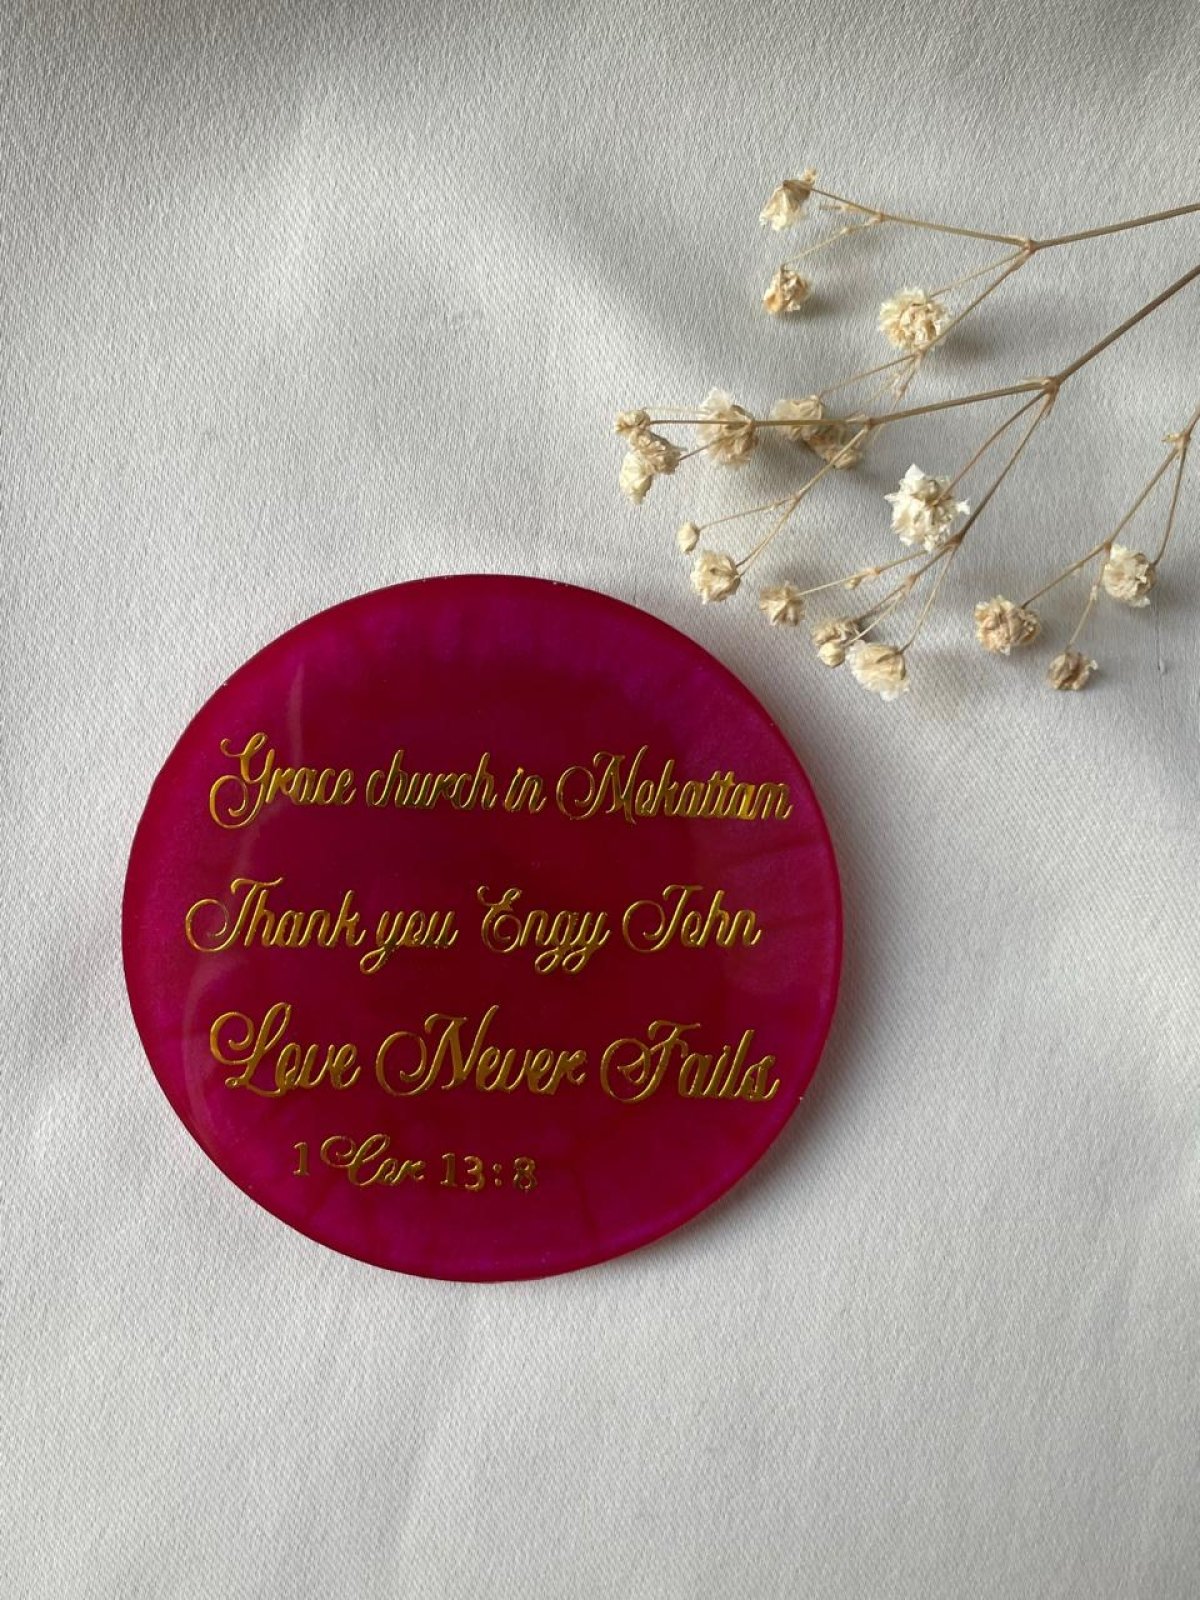 Grace church in Mokattam
Thank you Engy John
Love Never Fails
1 Cor 13:8